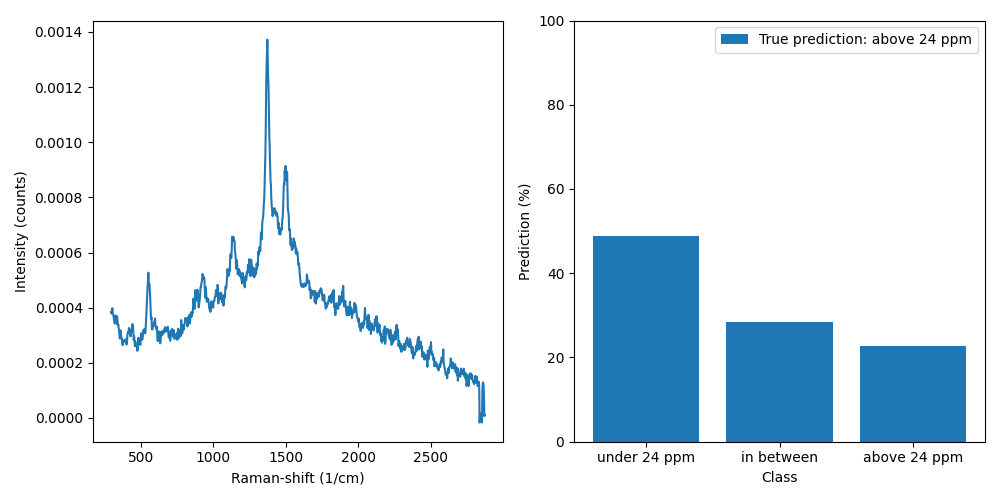 0.0014
0.0012
0.0010
0.0008
0.0006
0.0004
0.0002
0.0000
Intensity (counts)
500 1000 1500 2000 2500
Raman-shift (1/cm)
100
80
60
40
20
0
Prediction (%)
True prediction: above 24 ppm
under 24 ppm in between above 24 ppm
Class